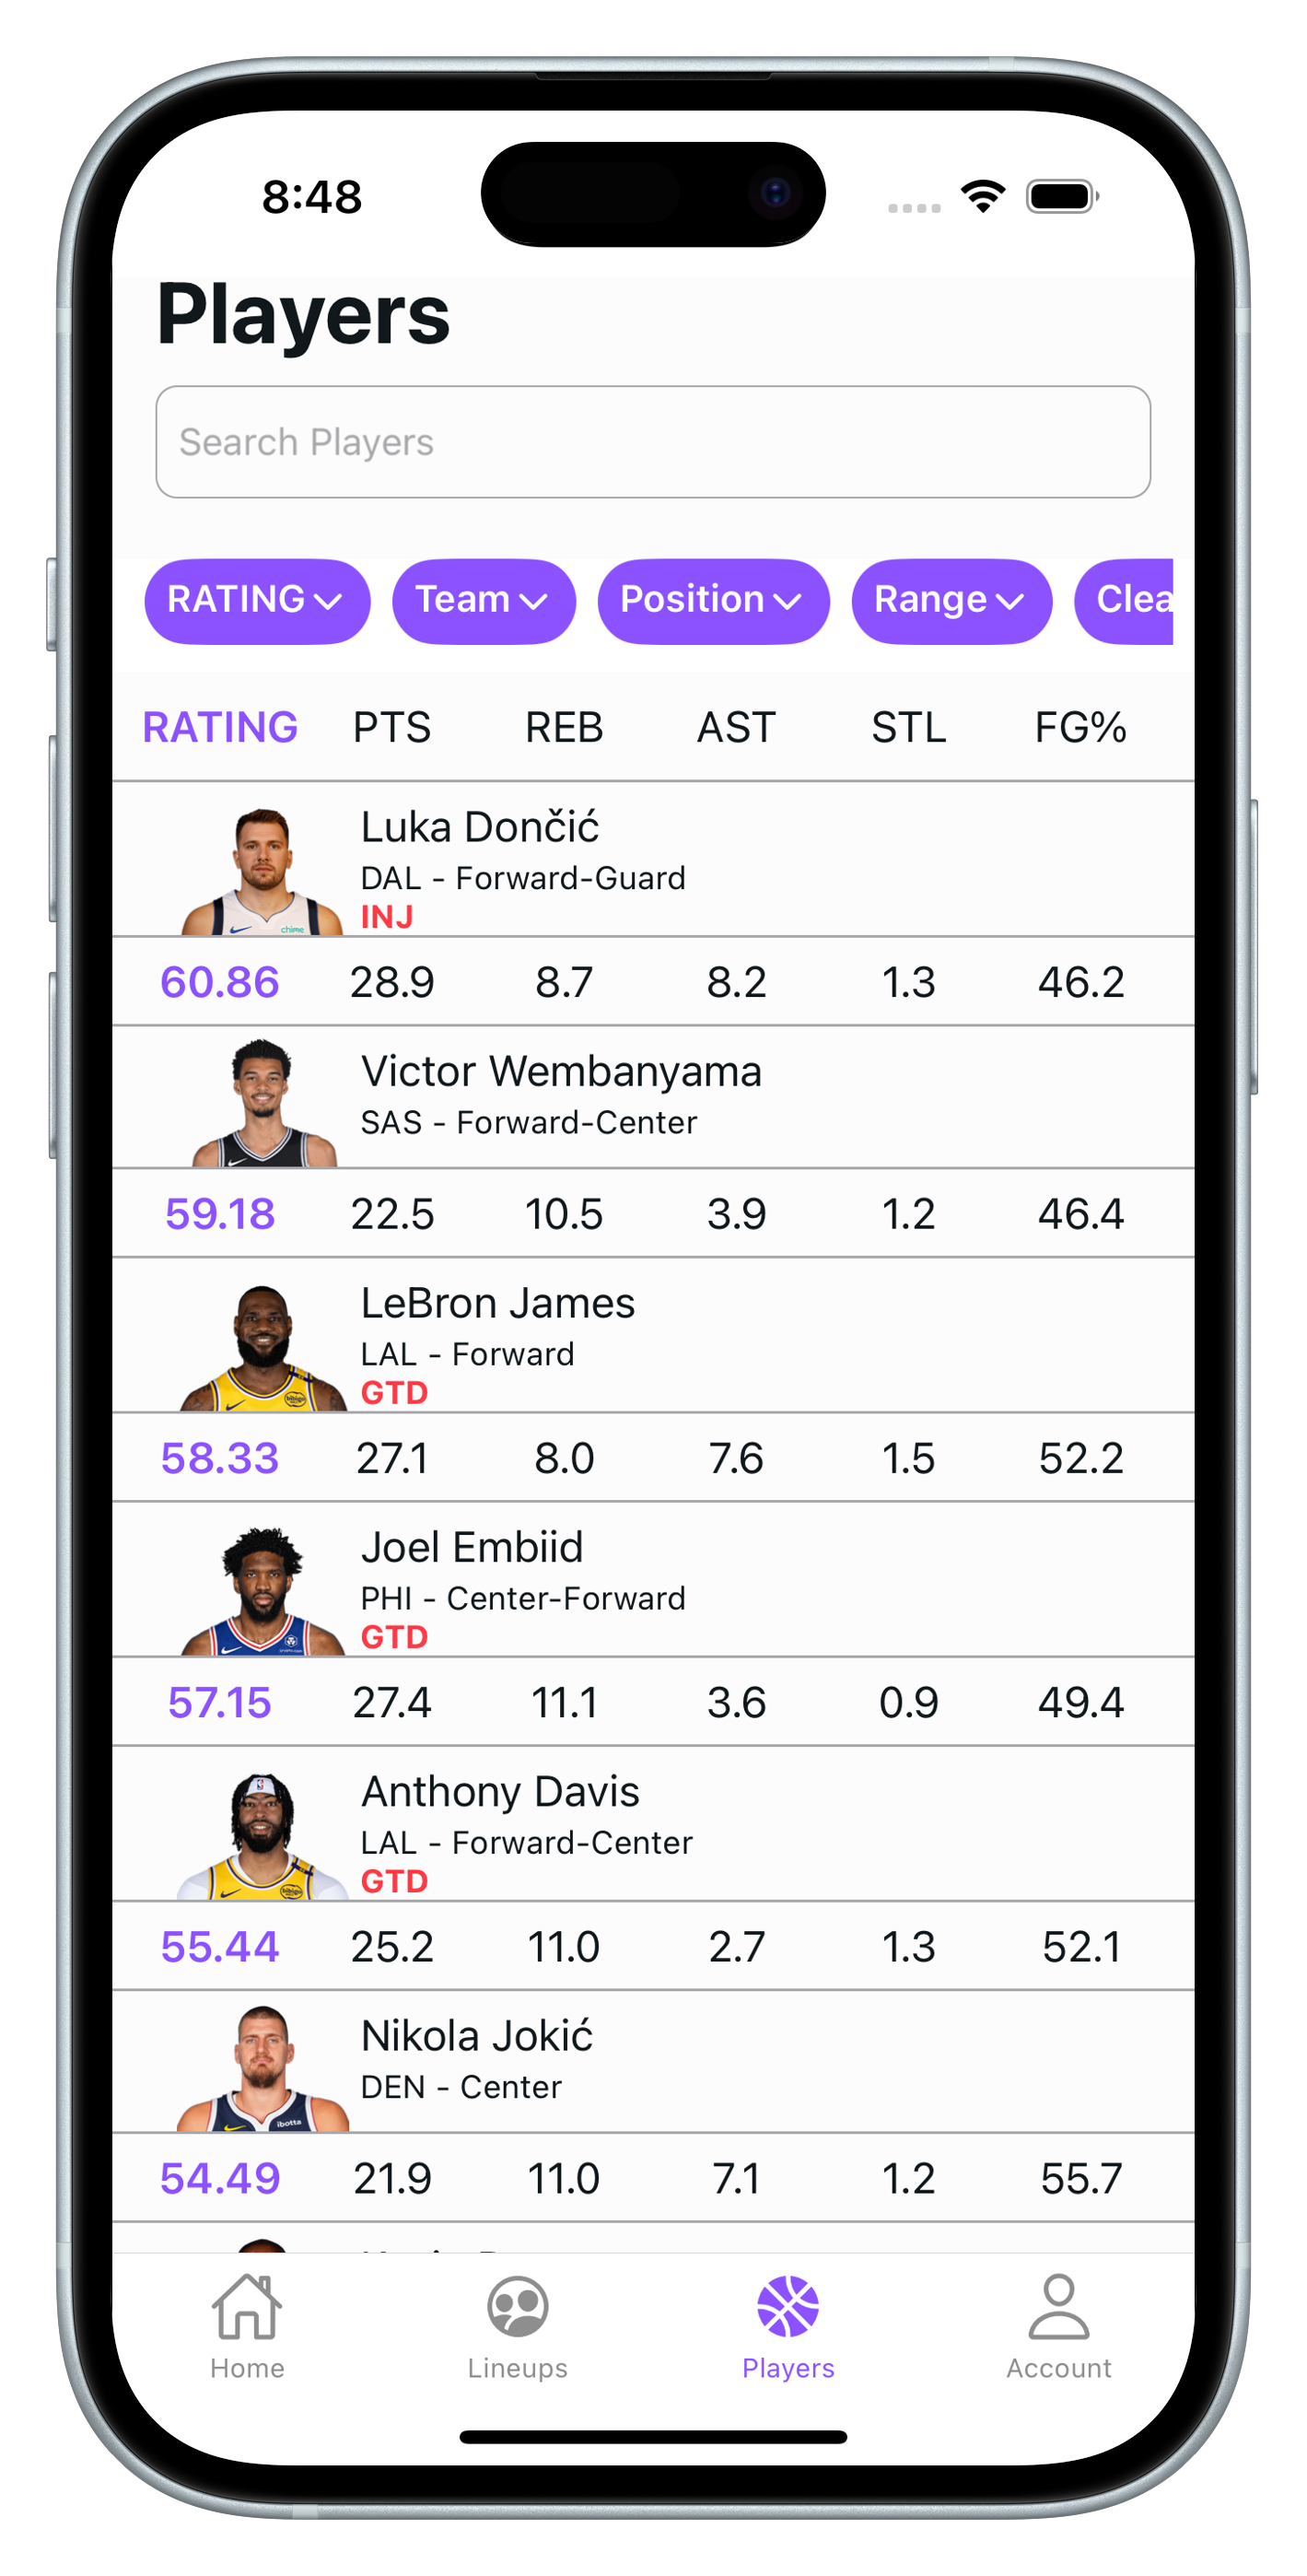 8:48
Players
Search Players
RATING Team Position Range Clea
RATING PTS REB AST STL FG%
Luka Dončić
DAL - Forward-Guard
INJ
chime
60.86 28.9 8.7 8.2 1.3 46.2
Victor Wembanyama
SAS - Forward-Center
59.18 22.5 10.5 3.9 1.2 46.4
LeBron James
LAL - Forward
GTD
bibigo
58.33 27.1 8.0 7.6 1.5 52.2
Joel Embiid
PHI - Center-Forward
GTD
57.15 27.4 11.1 3.6 0.9 49.4
Anthony Davis
LAL - Forward-Center
GTD
bibigo
55.44 25.2 11.0 2.7 1.3 52.1
Nikola Jokić
DEN - Center
ibotta
54.49 21.9 11.0 7.1 1.2 55.7
Home Lineups Players Account